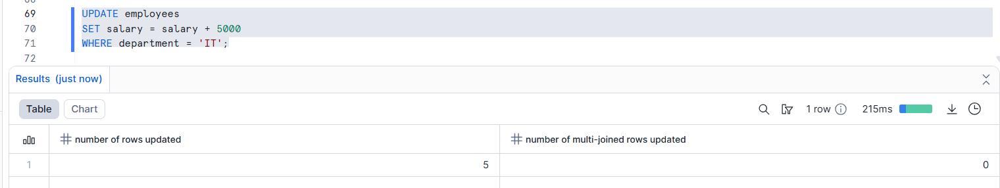 69 UPDATE employees
70 SET salary = salary + 5000
71 WHERE department = 'IT';
72
Results (just now)
Table Chart 1 row 215ms
number of rows updated number of multi-joined rows updated
1 5 0